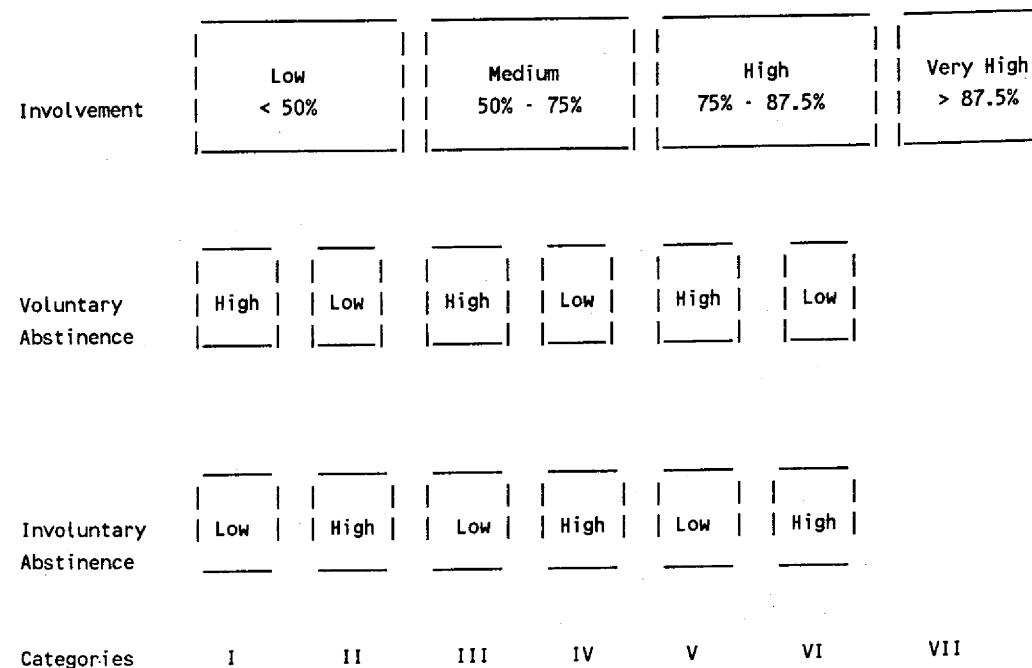 Low Medium High Very High
Involvement < 50% 50% - 75% 75% - 87.5% > 87.5%
Voluntary High Low High Low High Low
Abstinence
Involuntary Low High Low High Low High
Abstinence
Categories I II III IV V VI VII